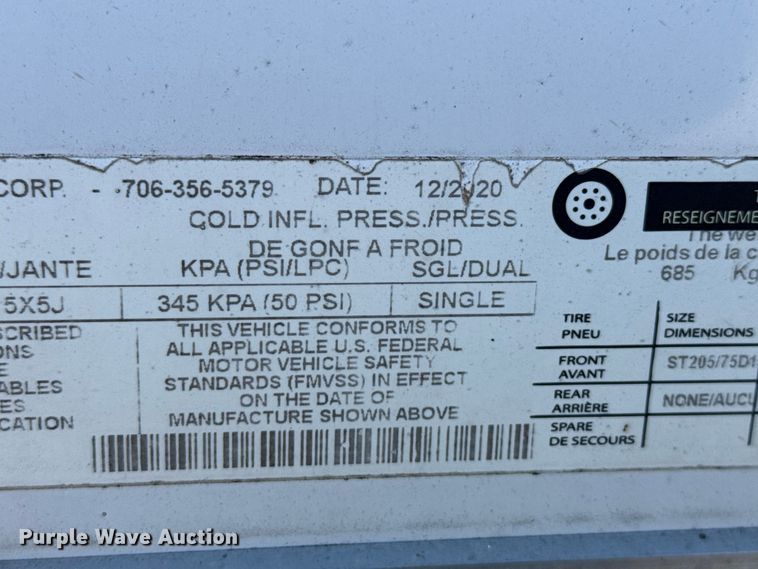 CORP. - 706-356-5379 DATE: 12/2020
COLD INFL. PRESS./PRESS.
DE GONF A FROID
/JANTE KPA (PSI/LPC) SGL/DUAL
5X5J 345 KPA (50 PSI) SINGLE
SCRIBED
ONS
E
ABLES
ES
ICATION
THIS VEHICLE CONFORMS TO
ALL APPLICABLE U.S. FEDERAL
MOTOR VEHICLE SAFETY
STANDARDS (FMVSS) IN EFFECT
ON THE DATE OF
MANUFACTURE SHOWN ABOVE
T
RESEIGNEME
The we
Le poids de la c
685 Kg
TIRE
PNEU
SIZE
DIMENSIONS
FRONT
AVANT
ST205/75D1
REAR
ARRIÈRE
NONE/AUCU
SPARE
DE SECOURS
Purple Wave Auction